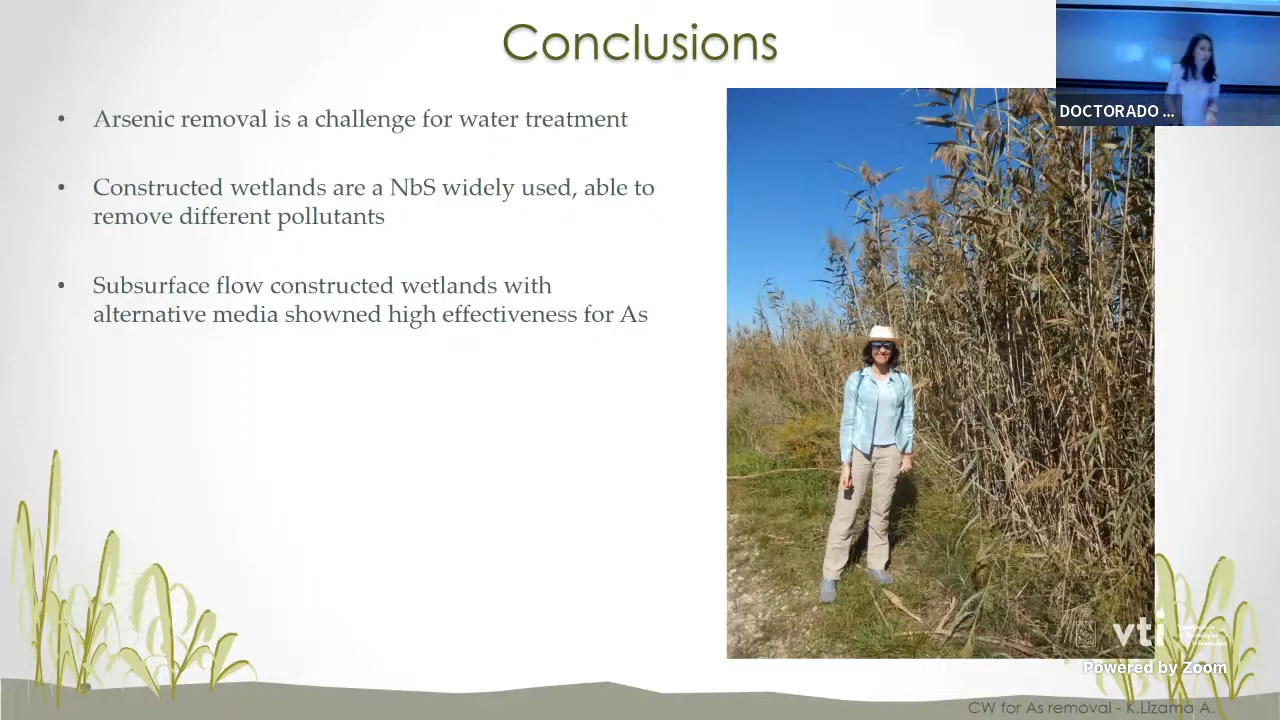 Conclusions
DOCTORADO ...
• Arsenic removal is a challenge for water treatment
• Constructed wetlands are a NbS widely used, able to
remove different pollutants
• Subsurface flow constructed wetlands with
alternative media showned high effectiveness for As
vti
Powered by Zoom
CW for As removal - K.Lizama A.